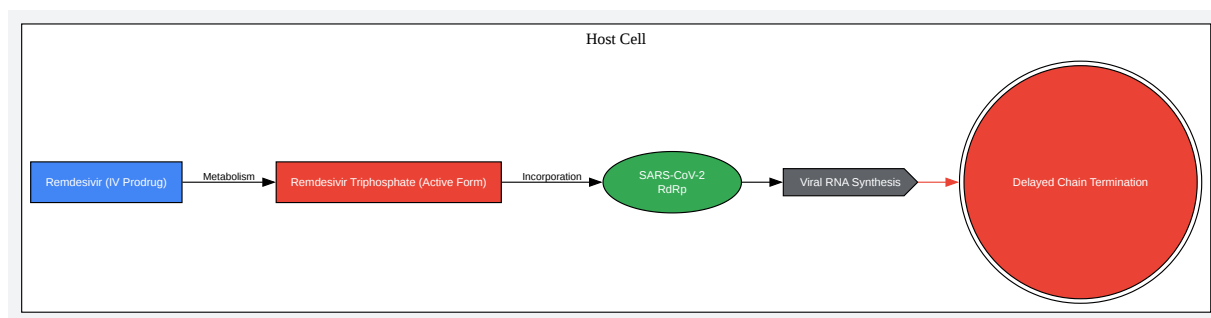 Host Cell
Remdesivir (IV Prodrug)
Metabolism
Remdesivir Triphosphate (Active Form)
Incorporation
SARS-CoV-2
RdRp
Viral RNA Synthesis
Delayed Chain Termination